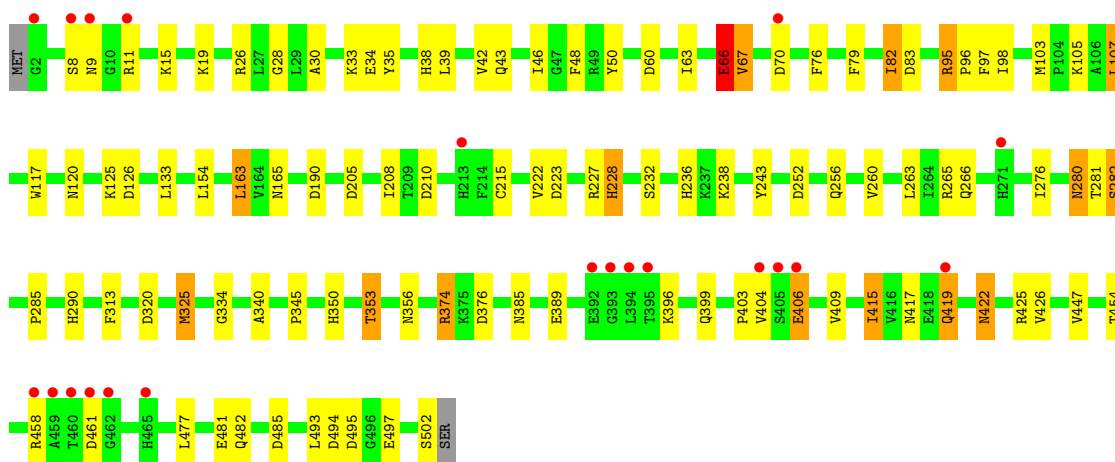 MET G2 S8 N9 G10 R11 K15 K19 R26 L27 G28 L29 A30 K33 E34 Y35 H38 L39 V42 Q43 I46 G47 F48 R49 Y50 D60 I63 E66 V67 D70 F76 F79 I82 D83 R95 P96 F97 I98 M103 P104 K105 A106 L107
W117 N120 K125 D126 L133 L154 L163 V164 N165 D190 D205 I208 T209 D210 H213 F214 C215 V222 D223 R227 H228 S232 H236 K237 K238 Y243 D252 Q256 V260 L263 I264 R265 Q266 H271 I276 N280 T281 S282
P285 H290 F313 D320 M325 G334 A340 P345 H350 T353 N356 R374 K375 D376 N385 E389 E392 G393 L394 T395 K396 Q399 P403 V404 S405 E406 V409 I415 V416 N417 E418 Q419 N422 R425 V426 V447 T454
R458 A459 T460 D461 G462 H465 L477 E481 Q482 D485 L493 D494 D495 G496 E497 S502 SER